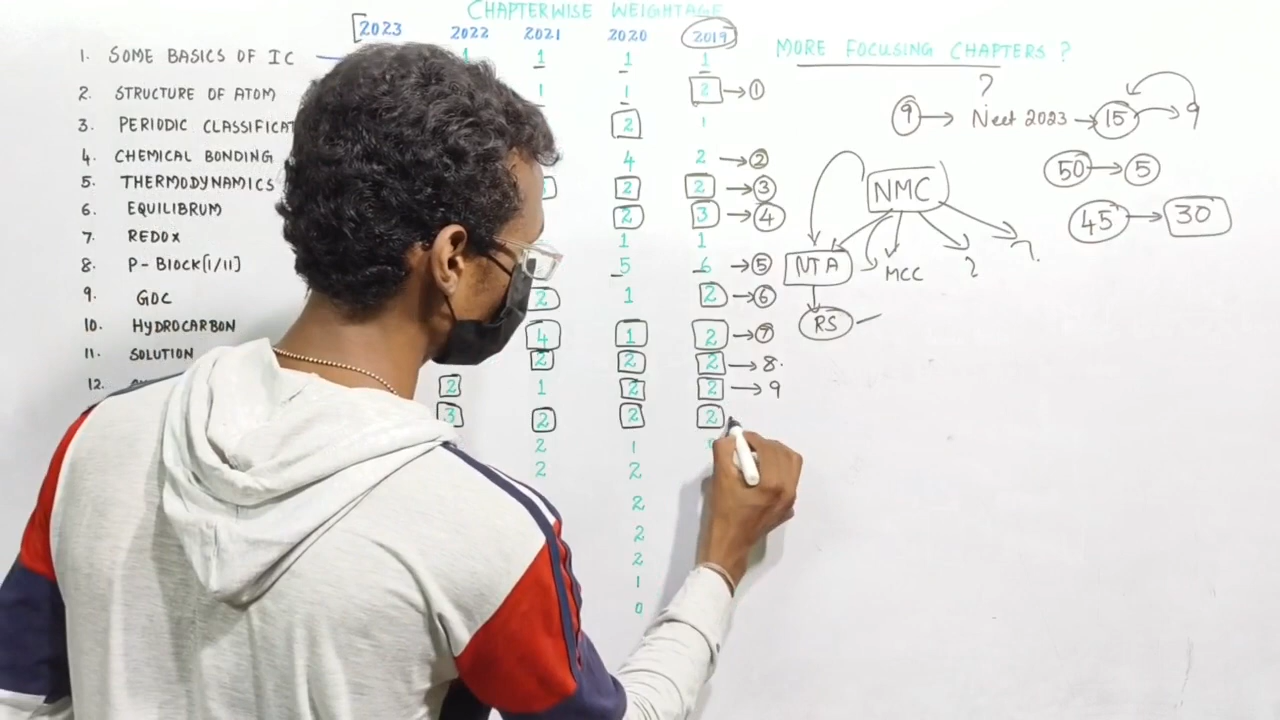 CHAPTERWISE WEIGHTAGE
2023 2022 2021 2020 2019
1. SOME BASICS OF IC 1 1 1 1
2. STRUCTURE OF ATOM 1 1 2 → 1
3. PERIODIC CLASSIFICAT 2 1
4. CHEMICAL BONDING 4 2 → 2
5. THERMODYNAMICS 2 2 → 3
6. EQUILIBRUM 2 3 → 4
7. REDOX 1 1
8. P-BLOCK[I/II] 5 6 → 5
9. GOC 2 1 2 → 6
10. HYDROCARBON 4 1 2 → 7
11. SOLUTION 2 2 2 → 8.
12. 2 1 2 2 → 9
3 2 2 2
2 1
2 2
2
2
2
1
0
MORE FOCUSING CHAPTERS ?
?
9 → Neet 2023 → 15 → 9
50 → 5
45 → 30
NMC
NTA MCC ? ?
RS